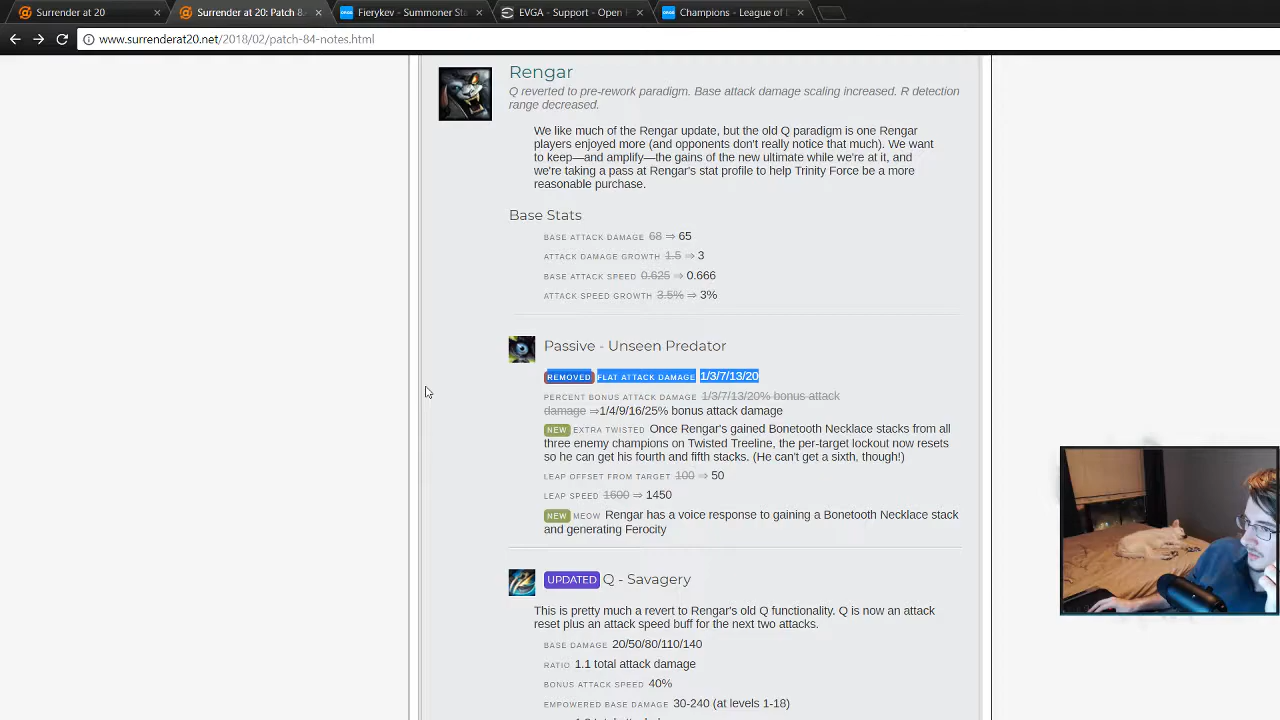 Surrender at 20
Surrender at 20: Patch 8.
Fierykev - Summoner St
EVGA - Support - Open
Champions - League of
www.surrenderat20.net/2018/02/patch-84-notes.html
Rengar
Q reverted to pre-rework paradigm. Base attack damage scaling increased. R detection
range decreased.
We like much of the Rengar update, but the old Q paradigm is one Rengar
players enjoyed more (and opponents don't really notice that much). We want
to keep—and amplify—the gains of the new ultimate while we're at it, and
we're taking a pass at Rengar's stat profile to help Trinity Force be a more
reasonable purchase.
Base Stats
BASE ATTACK DAMAGE 68 ⇒ 65
ATTACK DAMAGE GROWTH 1.5 ⇒ 3
BASE ATTACK SPEED 0.625 ⇒ 0.666
ATTACK SPEED GROWTH 3.5% ⇒ 3%
Passive - Unseen Predator
REMOVED FLAT ATTACK DAMAGE 1/3/7/13/20
PERCENT BONUS ATTACK DAMAGE 1/3/7/13/20% bonus attack
damage ⇒1/4/9/16/25% bonus attack damage
NEW EXTRA TWISTED Once Rengar's gained Bonetooth Necklace stacks from all
three enemy champions on Twisted Treeline, the per-target lockout now resets
so he can get his fourth and fifth stacks. (He can't get a sixth, though!)
LEAP OFFSET FROM TARGET 100 ⇒ 50
LEAP SPEED 1600 ⇒ 1450
NEW MEOW Rengar has a voice response to gaining a Bonetooth Necklace stack
and generating Ferocity
UPDATED Q - Savagery
This is pretty much a revert to Rengar's old Q functionality. Q is now an attack
reset plus an attack speed buff for the next two attacks.
BASE DAMAGE 20/50/80/110/140
RATIO 1.1 total attack damage
BONUS ATTACK SPEED 40%
EMPOWERED BASE DAMAGE 30-240 (at levels 1-18)